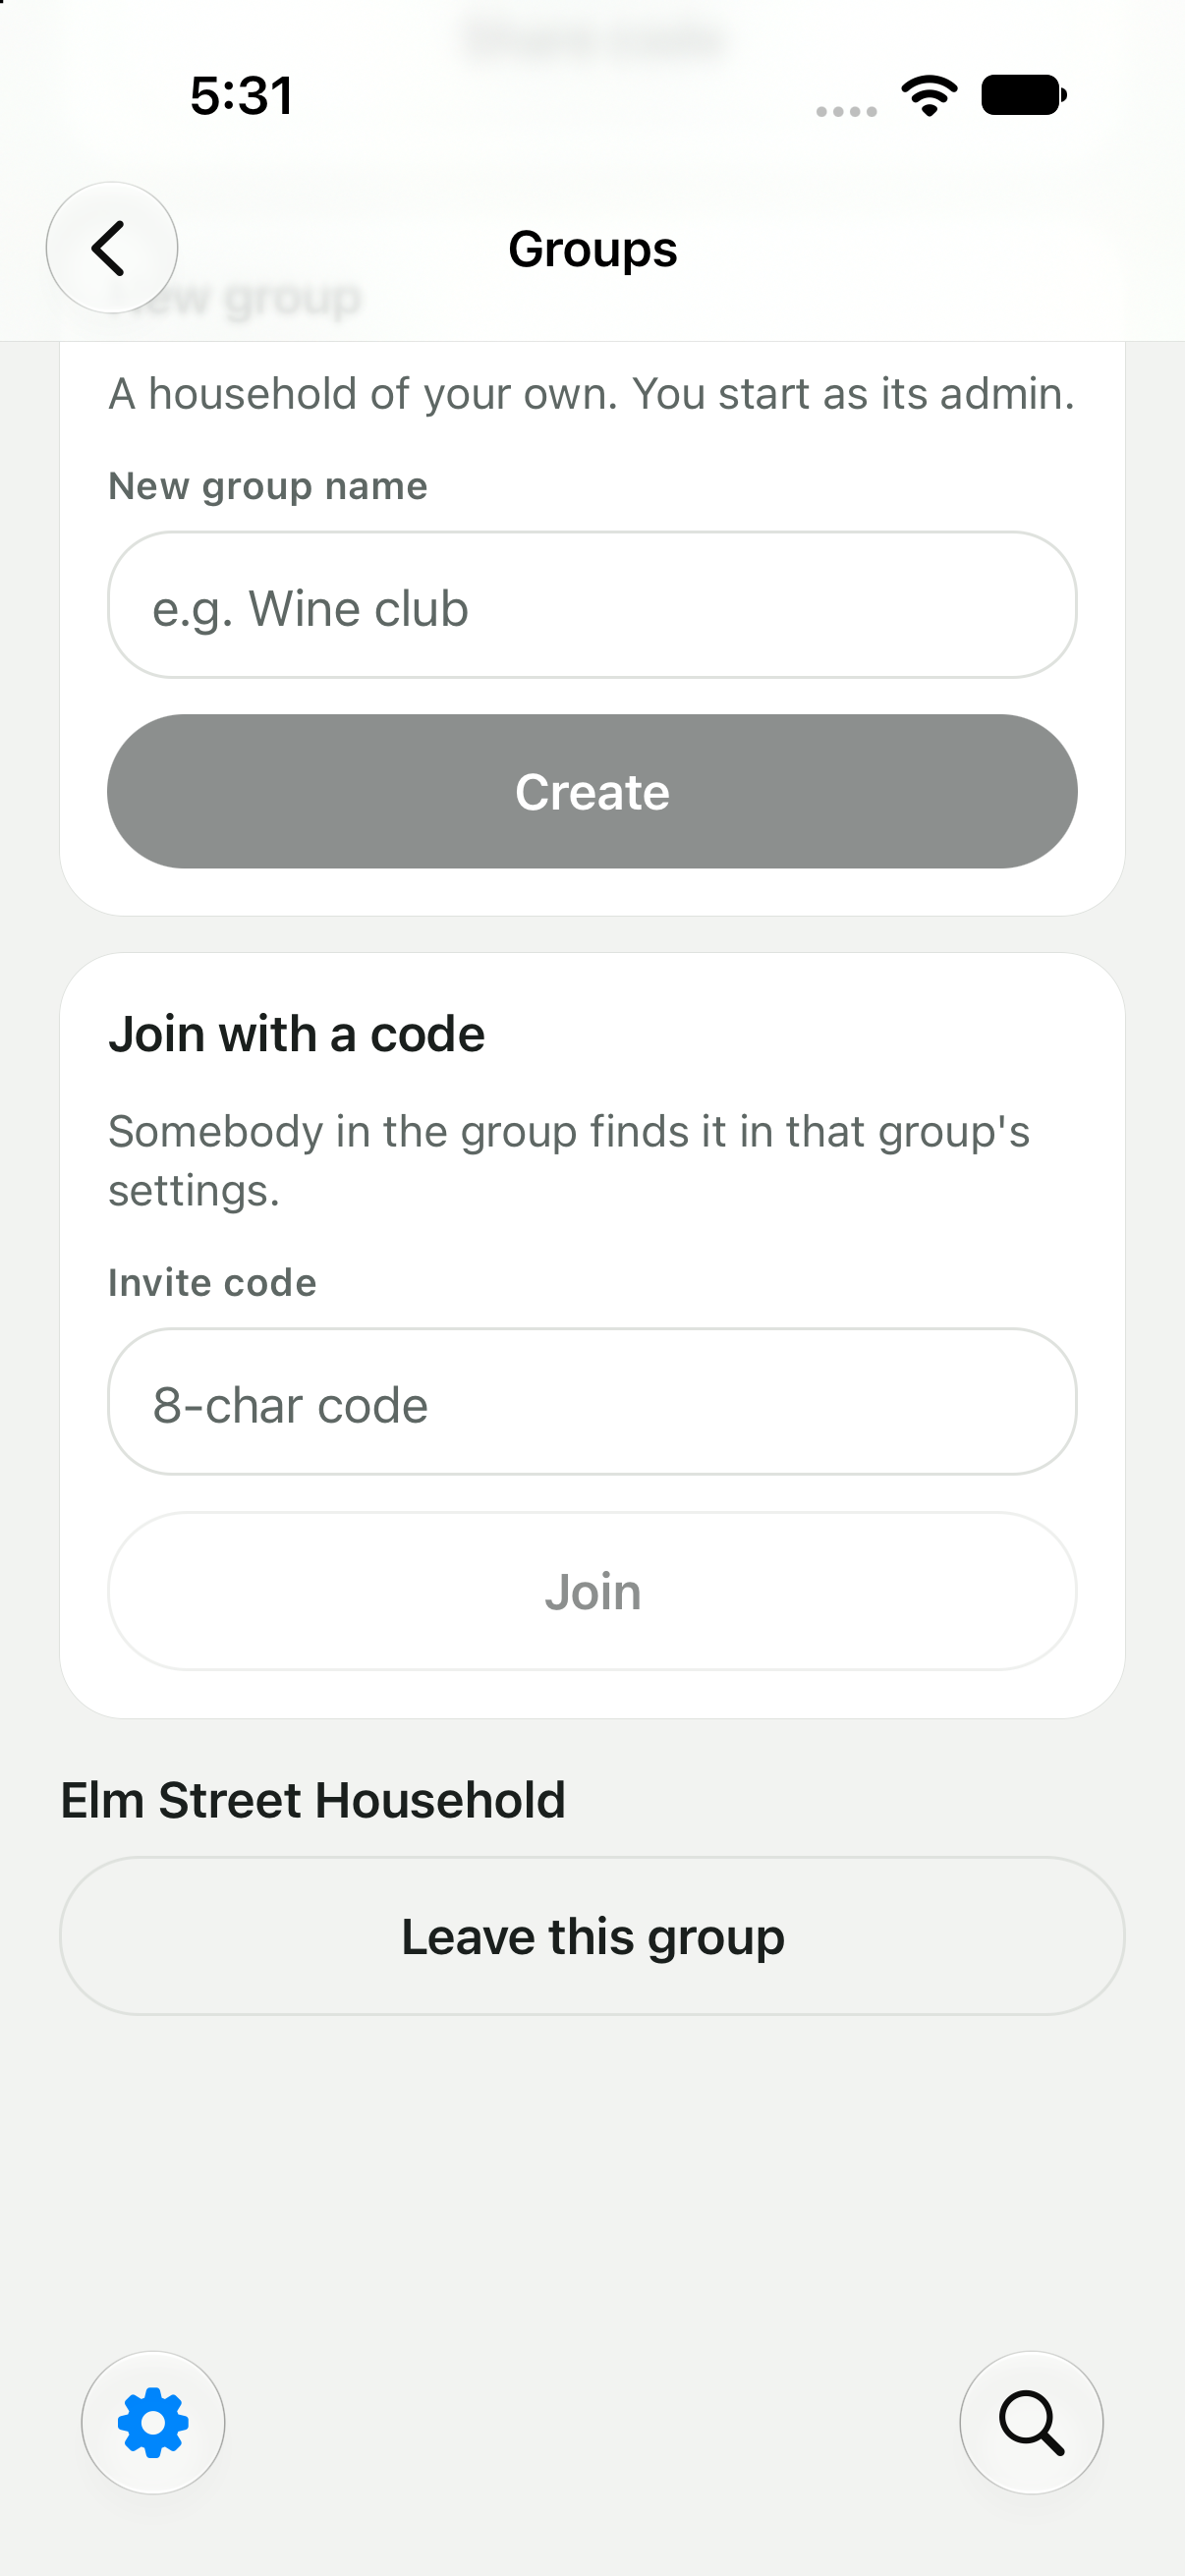 5:31
Groups
New group
A household of your own. You start as its admin.
New group name
e.g. Wine club
Create
Join with a code
Somebody in the group finds it in that group's
settings.
Invite code
8-char code
Join
Elm Street Household
Leave this group